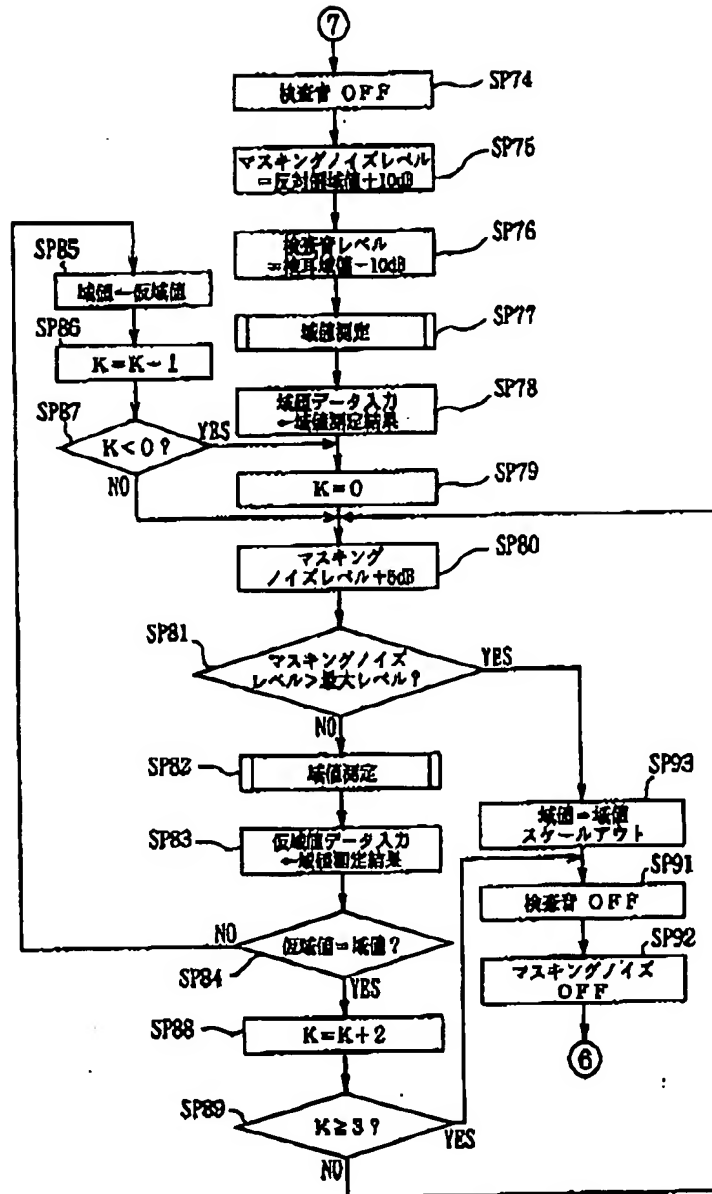 7
検査音 OFF
SP74
マスキングノイズレベル
=反対側域値+10dB
SP75
検査音レベル
=検耳域値-10dB
SP76
SP85
域値←仮域値
域値測定
SP77
SP86
K=K-1
域値データ入力
←域値測定結果
SP78
SP87
K<0?
YES
NO
K=0
SP79
マスキング
ノイズレベル+5dB
SP80
SP81
マスキングノイズ
レベル>最大レベル?
YES
NO
SP82
域値測定
SP93
域値=域値
スケールアウト
SP83
仮域値データ入力
←域値測定結果
SP91
検査音 OFF
NO
仮域値=域値?
SP84
YES
SP92
マスキングノイズ
OFF
SP88
K=K+2
6
SP89
K≥3?
YES
NO